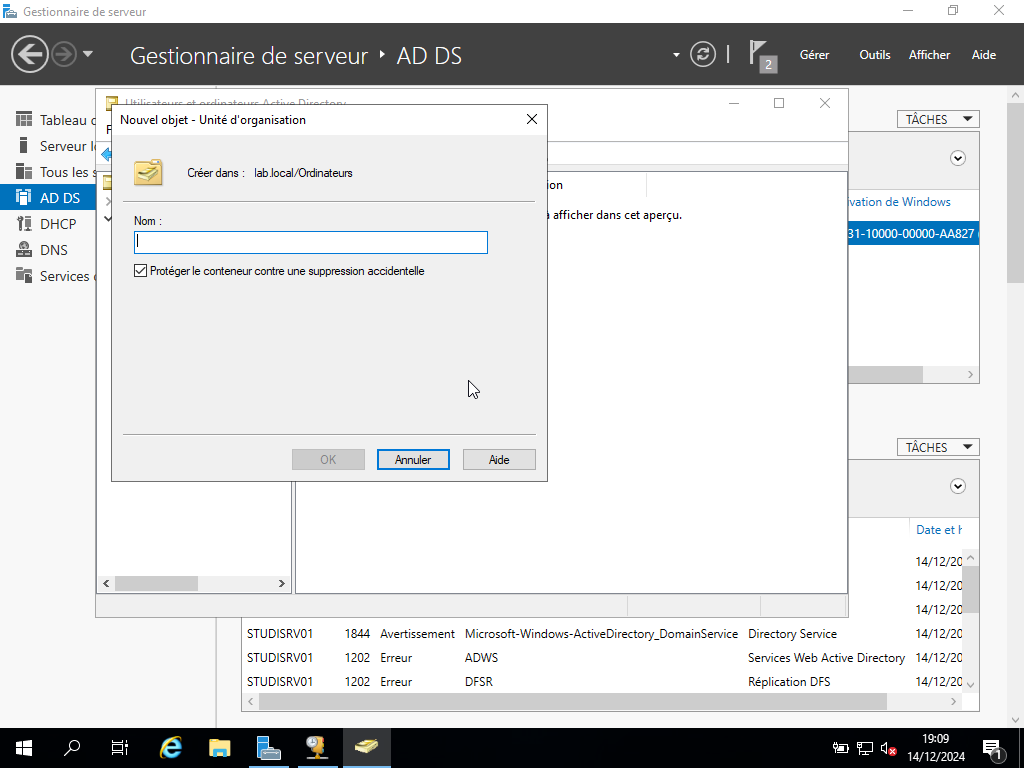 Gestionnaire de serveur
Gestionnaire de serveur
AD DS
2
Gérer
Outils
Afficher
Aide
Tableau
Serveur
Tous les
AD DS
DHCP
DNS
Services
Utilisateurs et ordinateurs Active Directory
Nouvel objet - Unité d'organisation
Créer dans : lab.local/Ordinateurs
Nom :
Protéger le conteneur contre une suppression accidentelle
OK
Annuler
Aide
ion
à afficher dans cet aperçu.
TÂCHES
vation de Windows
31-10000-00000-AA827
TÂCHES
Date et h
14/12/20
14/12/20
14/12/20
STUDISRV01 1844 Avertissement Microsoft-Windows-ActiveDirectory_DomainService Directory Service 14/12/20
STUDISRV01 1202 Erreur ADWS Services Web Active Directory 14/12/20
STUDISRV01 1202 Erreur DFSR Réplication DFS 14/12/20
19:09
14/12/2024
1